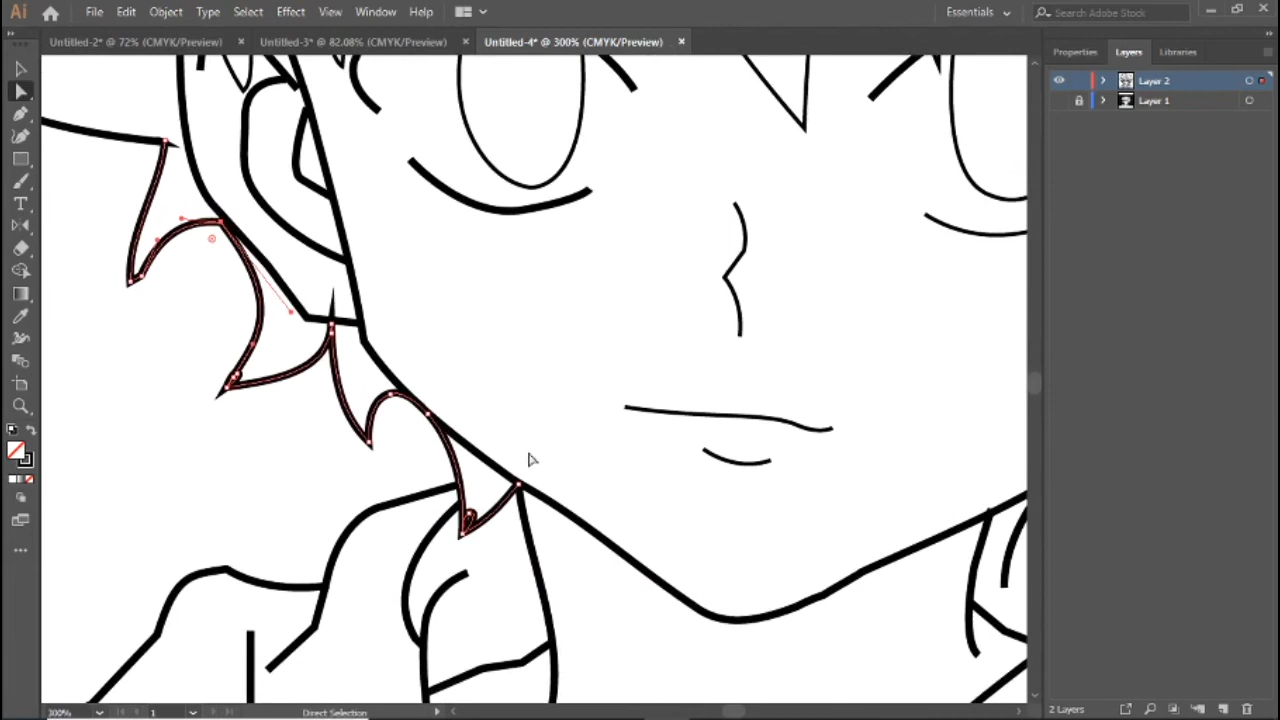 Ai File Edit Object Type Select Effect View Window Help Essentials Search Adobe Stock
Untitled-2* @ 72% (CMYK/Preview) Untitled-3* @ 82.08% (CMYK/Preview) Untitled-4* @ 300% (CMYK/Preview)
Properties Layers Libraries
Layer 2
Layer 1
300% 1 Direct Selection 2 Layers